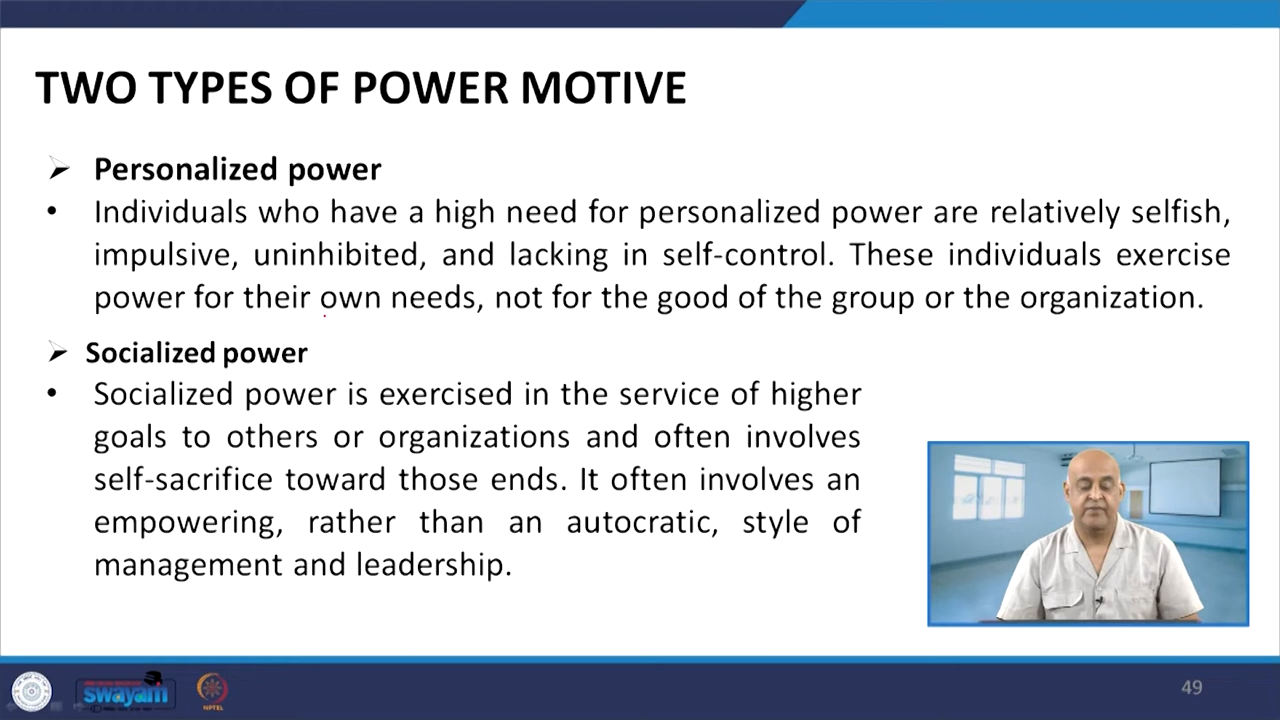 TWO TYPES OF POWER MOTIVE
Personalized power
• Individuals who have a high need for personalized power are relatively selfish,
impulsive, uninhibited, and lacking in self-control. These individuals exercise
power for their own needs, not for the good of the group or the organization.
Socialized power
• Socialized power is exercised in the service of higher
goals to others or organizations and often involves
self-sacrifice toward those ends. It often involves an
empowering, rather than an autocratic, style of
management and leadership.
swayam
NPTEL
49